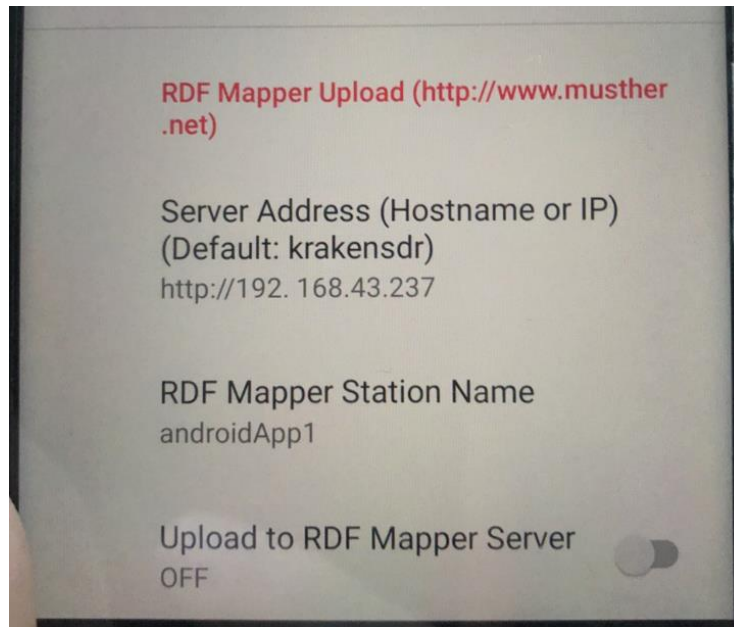 RDF Mapper Upload (http://www.musther
.net)
Server Address (Hostname or IP)
(Default: krakensdr)
http://192. 168.43.237
RDF Mapper Station Name
androidApp1
Upload to RDF Mapper Server
OFF